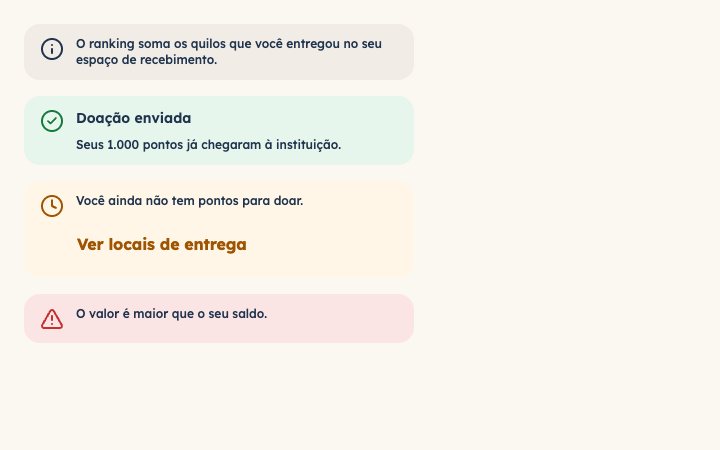 O ranking soma os quilos que você entregou no seu
espaço de recebimento.
Doação enviada
Seus 1.000 pontos já chegaram à instituição.
Você ainda não tem pontos para doar.
Ver locais de entrega
O valor é maior que o seu saldo.